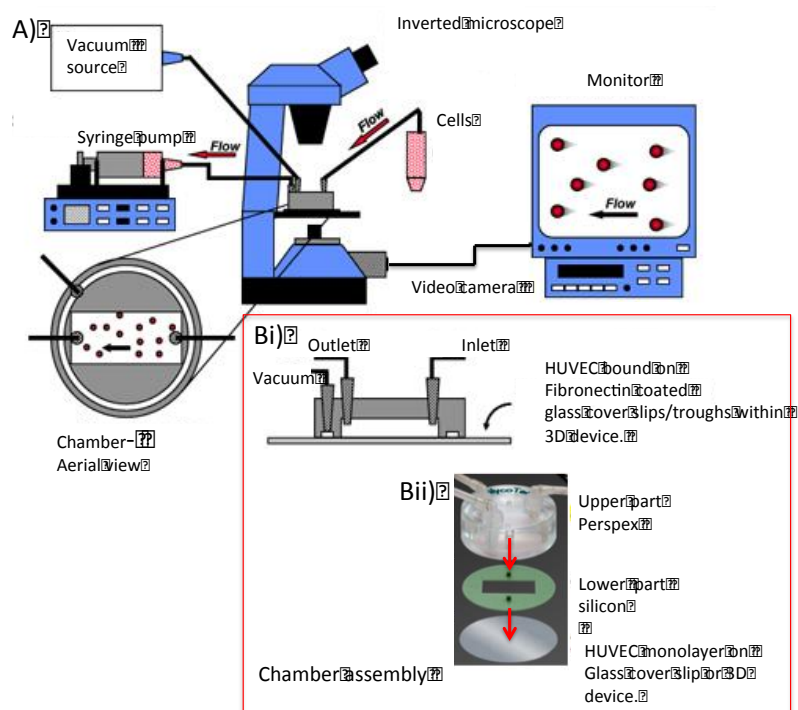 A)
Inverted microscope
Vacuum
source
Monitor
Syringe pump
Flow
Flow
Cells
Flow
Video camera
Chamber-
Aerial view
Bi)
Outlet
Inlet
Vacuum
HUVEC bound on
Fibronectin coated
glass cover slips/troughs within
3D device.
Bii)
Upper part
Perspex
Lower part
silicon
HUVEC monolayer on
Glass cover slip or 3D
device.
Chamber assembly